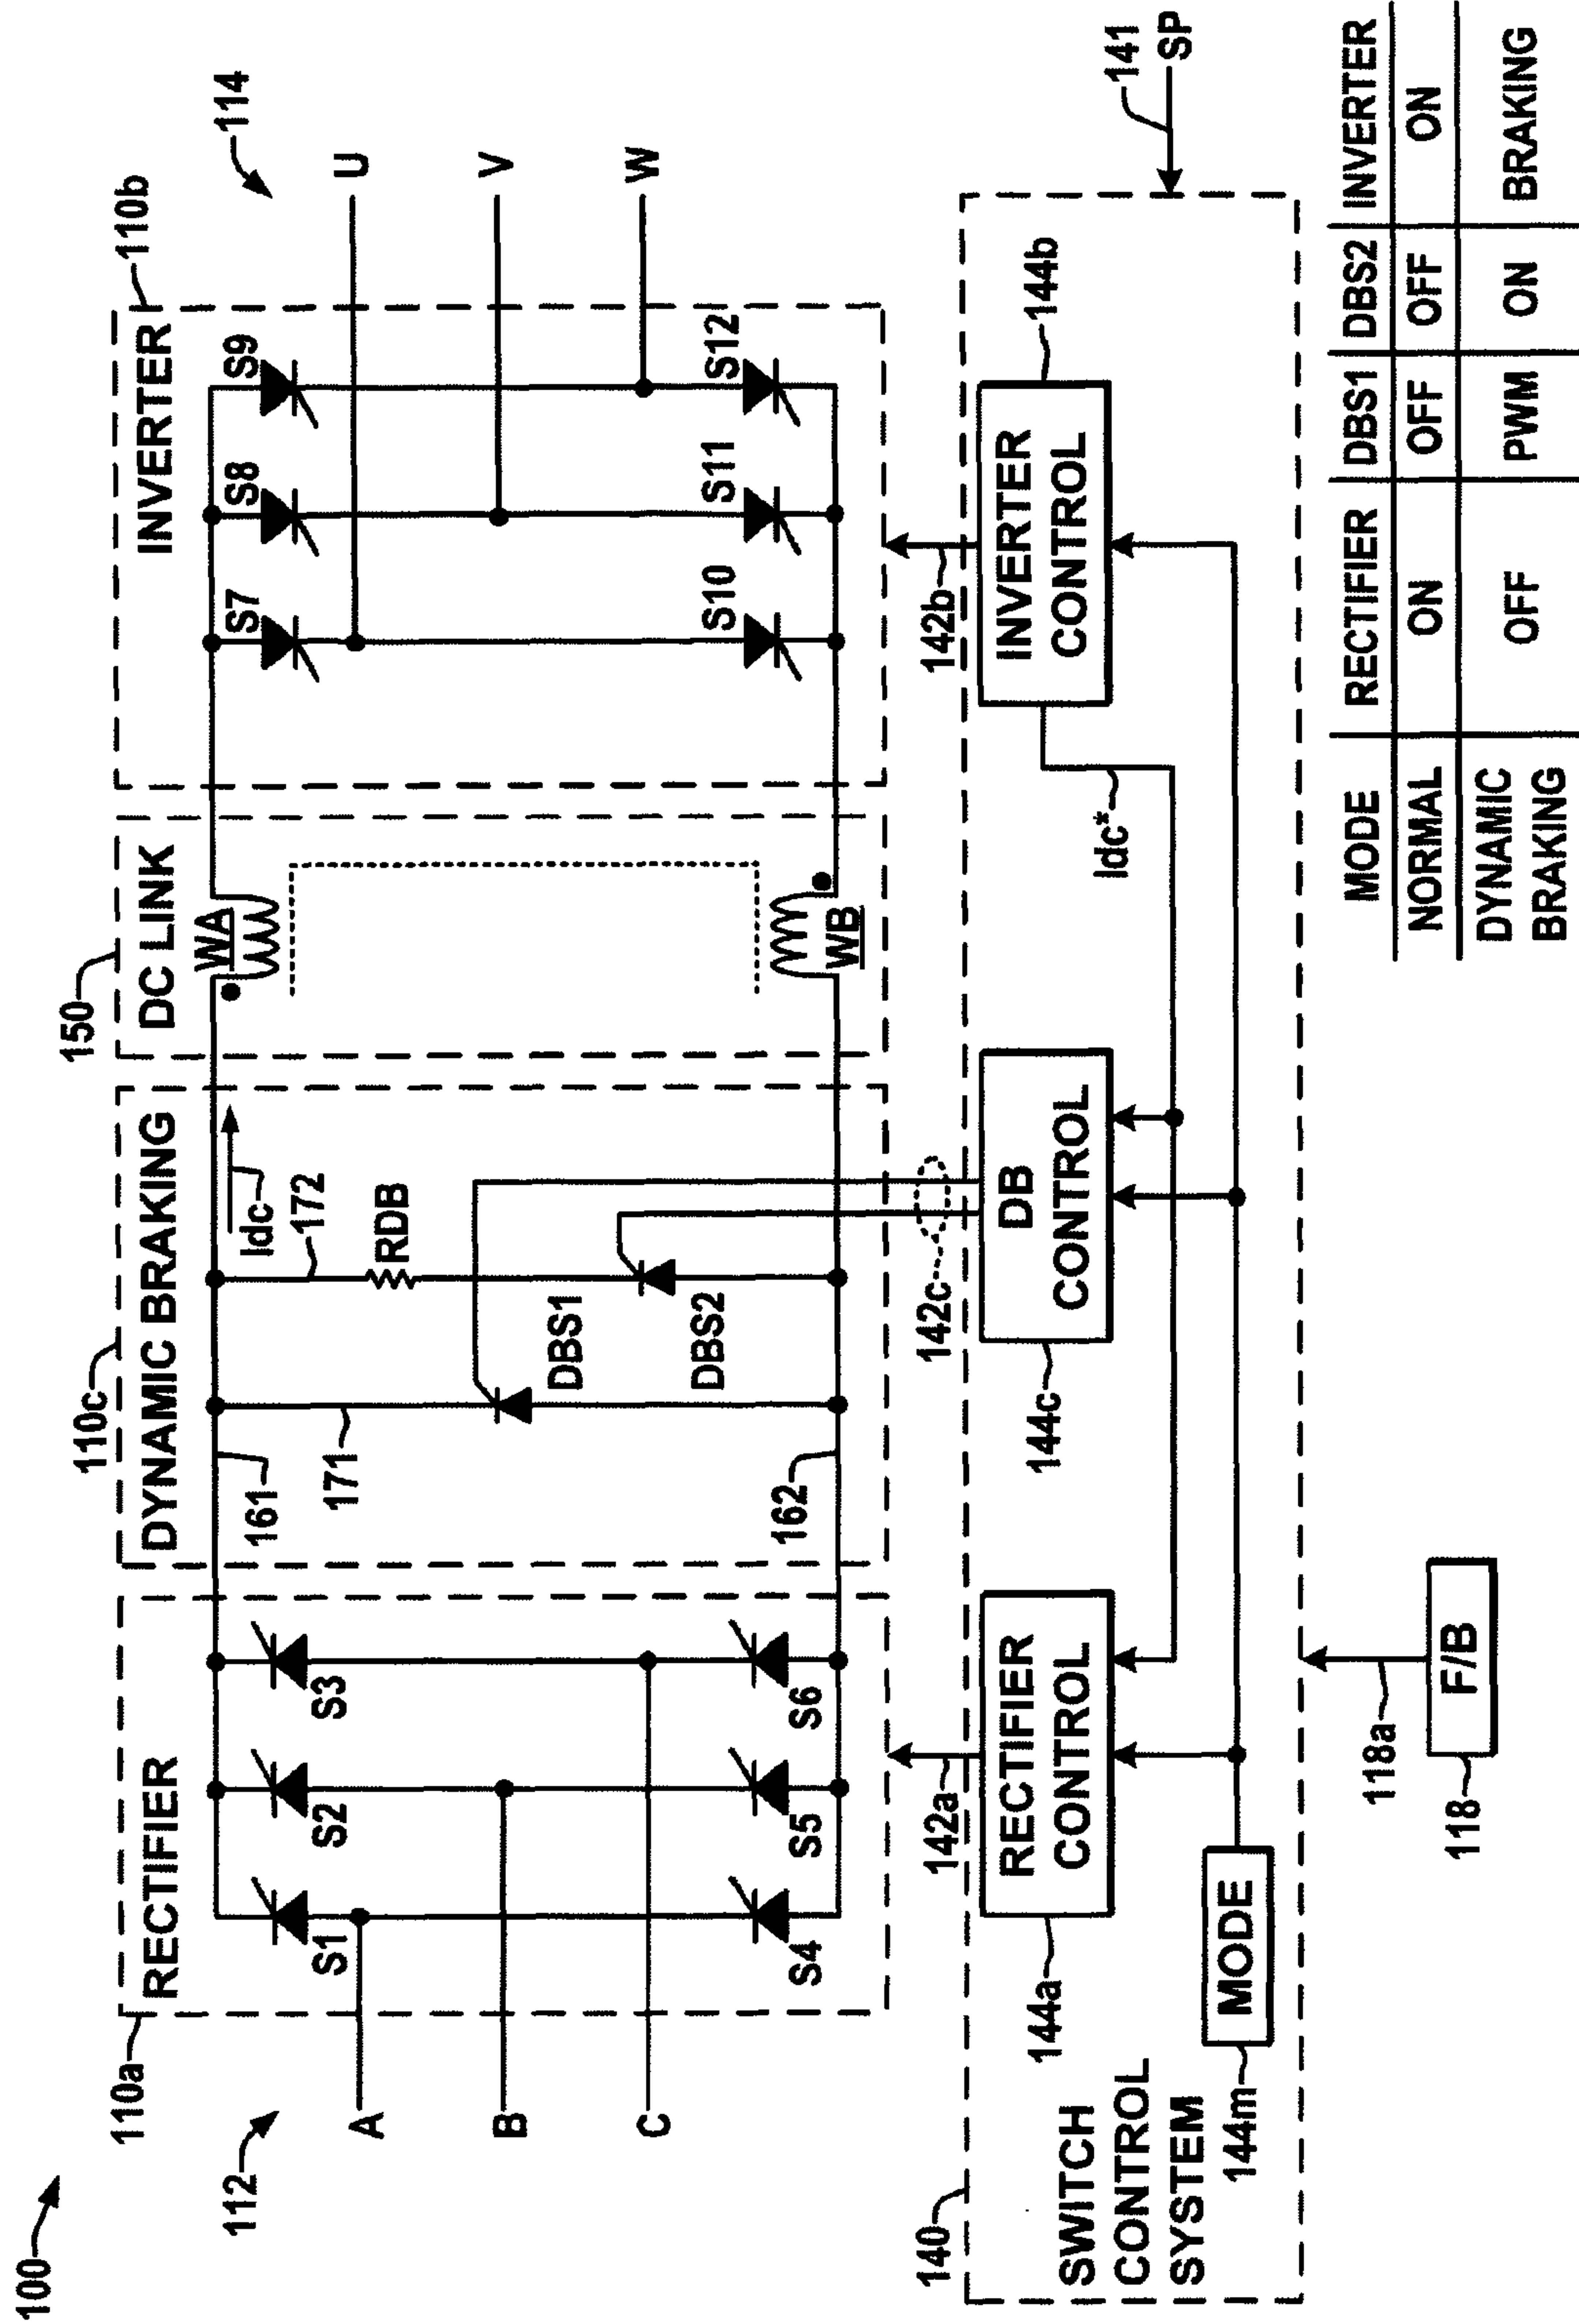 100
112
110a
RECTIFIER
110c
DYNAMIC BRAKING
150
DC LINK
INVERTER
110b
114
A
B
C
S1
S2
S3
S4
S5
S6
161
171
162
Idc
172
RDB
DBS1
DBS2
WA
WB
S7
S8
S9
S10
S11
S12
U
V
W
142a
142c
142b
140
SWITCH
CONTROL
SYSTEM
RECTIFIER
CONTROL
144a
DB
CONTROL
144c
INVERTER
CONTROL
144b
Idc*
141
SP
MODE
144m
118a
F/B
118
MODE RECTIFIER DBS1 DBS2 INVERTER
NORMAL ON OFF OFF ON
DYNAMIC
BRAKING OFF PWM ON BRAKING